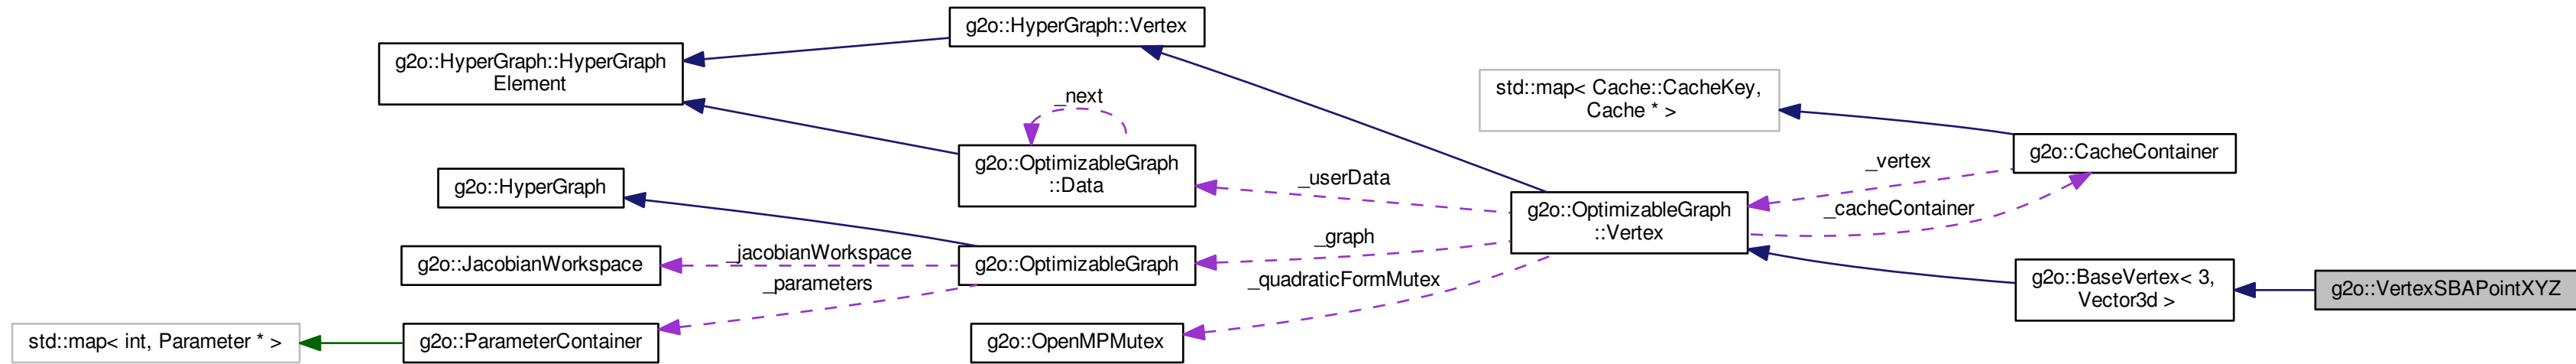 g2o::HyperGraph::Vertex
g2o::HyperGraph::HyperGraph
Element
_next
std::map< Cache::CacheKey,
Cache * >
g2o::OptimizableGraph
::Data
g2o::CacheContainer
_vertex
_userData
g2o::HyperGraph
g2o::OptimizableGraph
::Vertex
_cacheContainer
_graph
_jacobianWorkspace
g2o::JacobianWorkspace
g2o::OptimizableGraph
_parameters
_quadraticFormMutex
g2o::BaseVertex< 3,
Vector3d >
g2o::VertexSBAPointXYZ
std::map< int, Parameter * >
g2o::ParameterContainer
g2o::OpenMPMutex